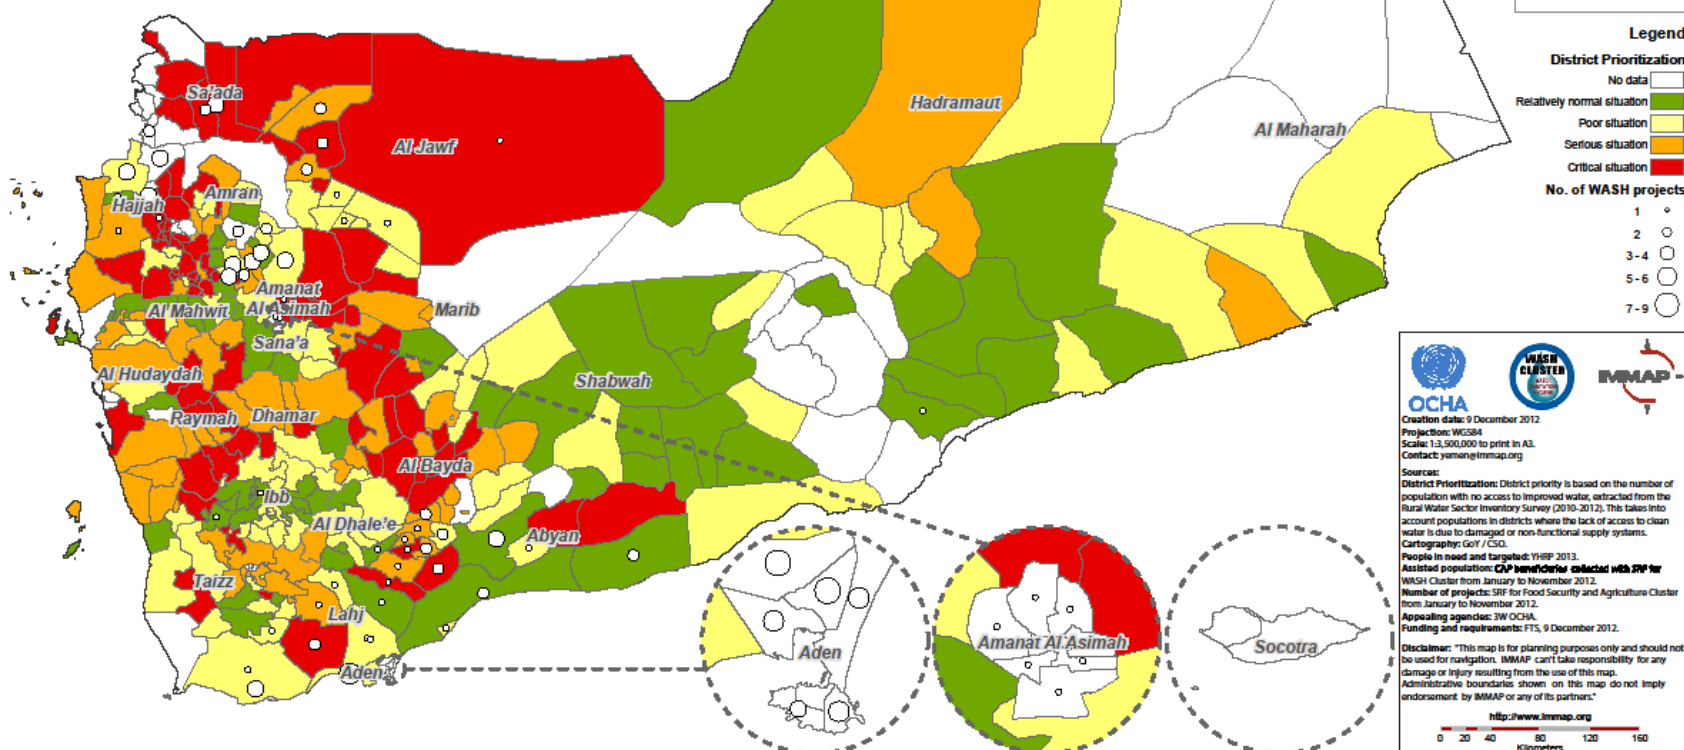 Legend
District Prioritization
No data
Relatively normal situation
Poor situation
Serious situation
Critical situation
No. of WASH projects
1
2
3 - 4
5 - 6
7 - 9
Sa'ada
Al Jawf
Hadramaut
Al Maharah
Amran
Hajjah
Amanat
Al Asimah
Al Mahwit
Marib
Sana'a
Al Hudaydah
Shabwah
Raymah
Dhamar
Al Bayda
Ibb
Al Dhale'e
Abyan
Taizz
Lahj
Aden
Aden
Amanat Al Asimah
Socotra
OCHA
WASH
CLUSTER
IMMAP
Creation date: 9 December 2012
Projection: WGS84
Scale: 1:3,500,000 to print in A3.
Contact: yemen@immap.org
Sources:
District Prioritization: District priority is based on the number of
population with no access to improved water, extracted from the
Rural Water Sector Inventory Survey (2010-2012). This takes into
account populations in districts where the lack of access to clean
water is due to damaged or non-functional supply systems.
Cartography: GoY / CSO.
People in need and targeted: YHRP 2013.
Assisted population: CAP beneficiaries collected with SRP for
WASH Cluster from January to November 2012.
Number of projects: SRF for Food Security and Agriculture Cluster
from January to November 2012.
Appealing agencies: 3W OCHA.
Funding and requirements: FTS, 9 December 2012.
Disclaimer: "This map is for planning purposes only and should not
be used for navigation. IMMAP can't take responsibility for any
damage or injury resulting from the use of this map.
Administrative boundaries shown on this map do not imply
endorsement by IMMAP or any of its partners."
http://www.immap.org
0 20 40 80 120 160
Kilometers